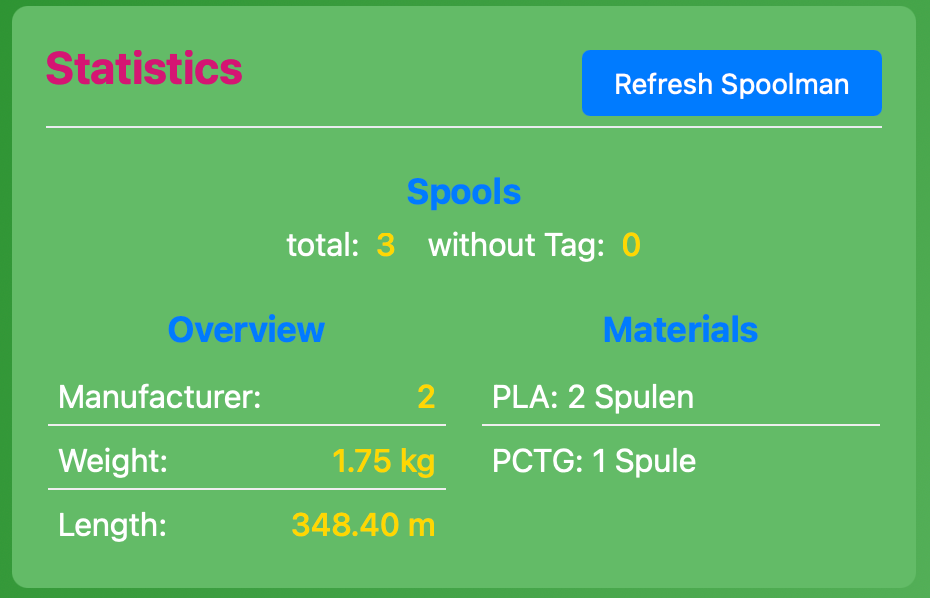 Statistics
Refresh Spoolman
Spools
total: 3 without Tag: 0
Overview
Manufacturer: 2
Weight: 1.75 kg
Length: 348.40 m
Materials
PLA: 2 Spulen
PCTG: 1 Spule